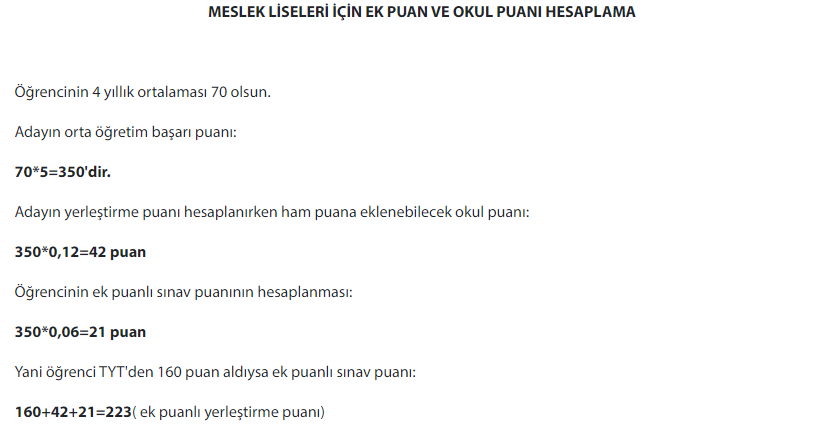 MESLEK LİSELERİ İÇİN EK PUAN VE OKUL PUANI HESAPLAMA
Öğrencinin 4 yıllık ortalaması 70 olsun.
Adayın orta öğretim başarı puanı:
70*5=350'dir.
Adayın yerleştirme puanı hesaplanırken ham puana eklenebilecek okul puanı:
350*0,12=42 puan
Öğrencinin ek puanlı sınav puanının hesaplanması:
350*0,06=21 puan
Yani öğrenci TYT'den 160 puan aldıysa ek puanlı sınav puanı:
160+42+21=223( ek puanlı yerleştirme puanı)